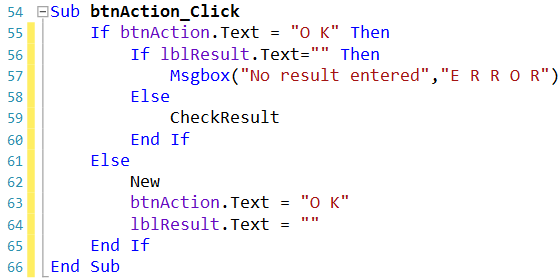 54 Sub btnAction_Click
55 If btnAction.Text = "O K" Then
56 If lblResult.Text="" Then
57 Msgbox("No result entered","E R R O R")
58 Else
59 CheckResult
60 End If
61 Else
62 New
63 btnAction.Text = "O K"
64 lblResult.Text = ""
65 End If
66 End Sub